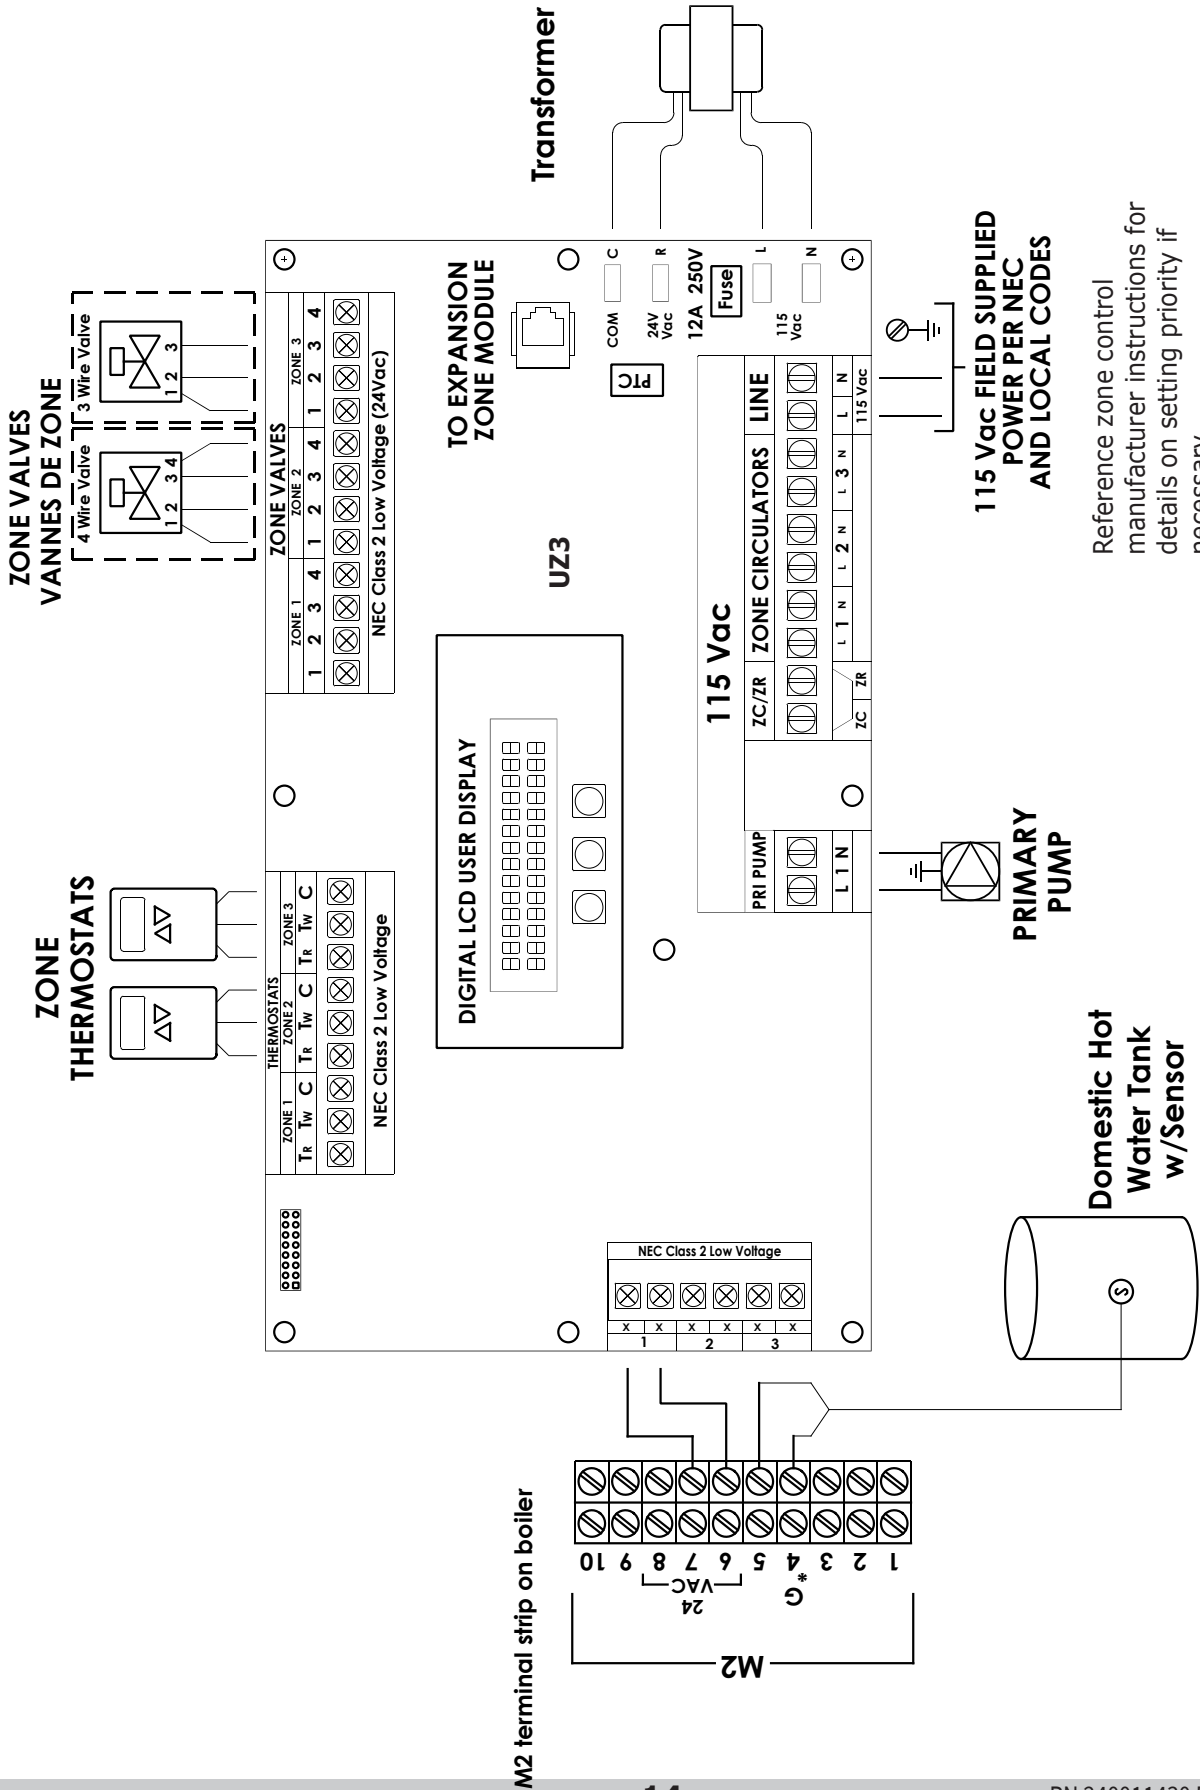 ZONE VALVES
VANNES DE ZONE
4 Wire Valve
3 Wire Valve
1 2 3 4
1 2 3
ZONE
THERMOSTATS
Transformer
THERMOSTATS
ZONE 1
ZONE 2
ZONE 3
TR TW C TR TW C TR TW C
NEC Class 2 Low Voltage
ZONE VALVES
ZONE 1
ZONE 2
ZONE 3
1 2 3 4 1 2 3 4 1 2 3 4
NEC Class 2 Low Voltage (24Vac)
TO EXPANSION
ZONE MODULE
DIGITAL LCD USER DISPLAY
UZ3
PTC
COM
C
24V
Vac
R
12A 250V
Fuse
115
Vac
L
N
NEC Class 2 Low Voltage
x x x x x x
1 2 3
115 Vac
PRI PUMP
ZC/ZR
ZONE CIRCULATORS
LINE
L 1 N
ZC
ZR
L 1 N
L 2 N
L 3 N
L N
115 Vac
M2 terminal strip on boiler
10 9 8 7 6 5 4 3 2 1
24
VAC
G*
M2
PRIMARY
PUMP
115 Vac FIELD SUPPLIED
POWER PER NEC
AND LOCAL CODES
Domestic Hot
Water Tank
w/Sensor
S
Reference zone control
manufacturer instructions for
details on setting priority if
necessary